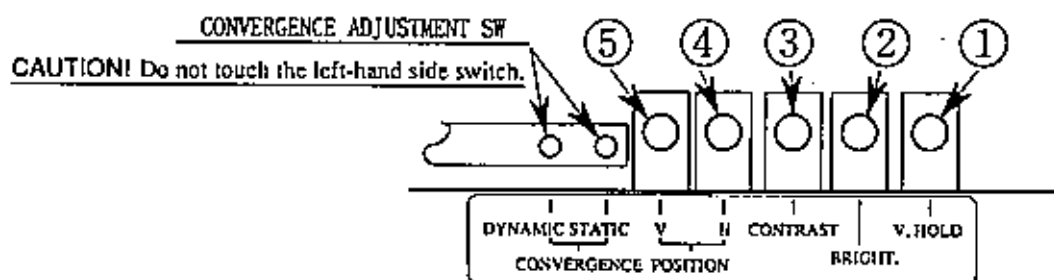 CONVERGENCE ADJUSTMENT SW
CAUTION! Do not touch the left-hand side switch.
⑤ ④ ③ ② ①
DYNAMIC STATIC V H CONTRAST V. HOLD
BRIGHT.
CONVERGENCE POSITION